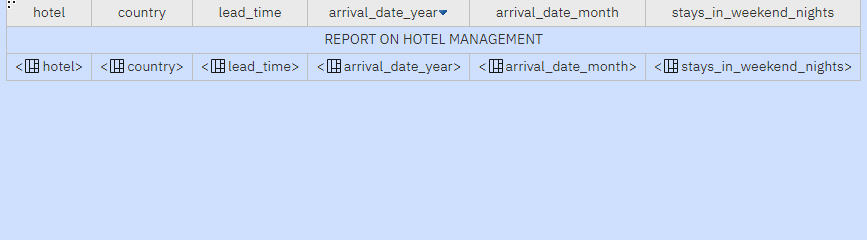 hotel country lead_time arrival_date_year arrival_date_month stays_in_weekend_nights
REPORT ON HOTEL MANAGEMENT
<hotel> <country> <lead_time> <arrival_date_year> <arrival_date_month> <stays_in_weekend_nights>